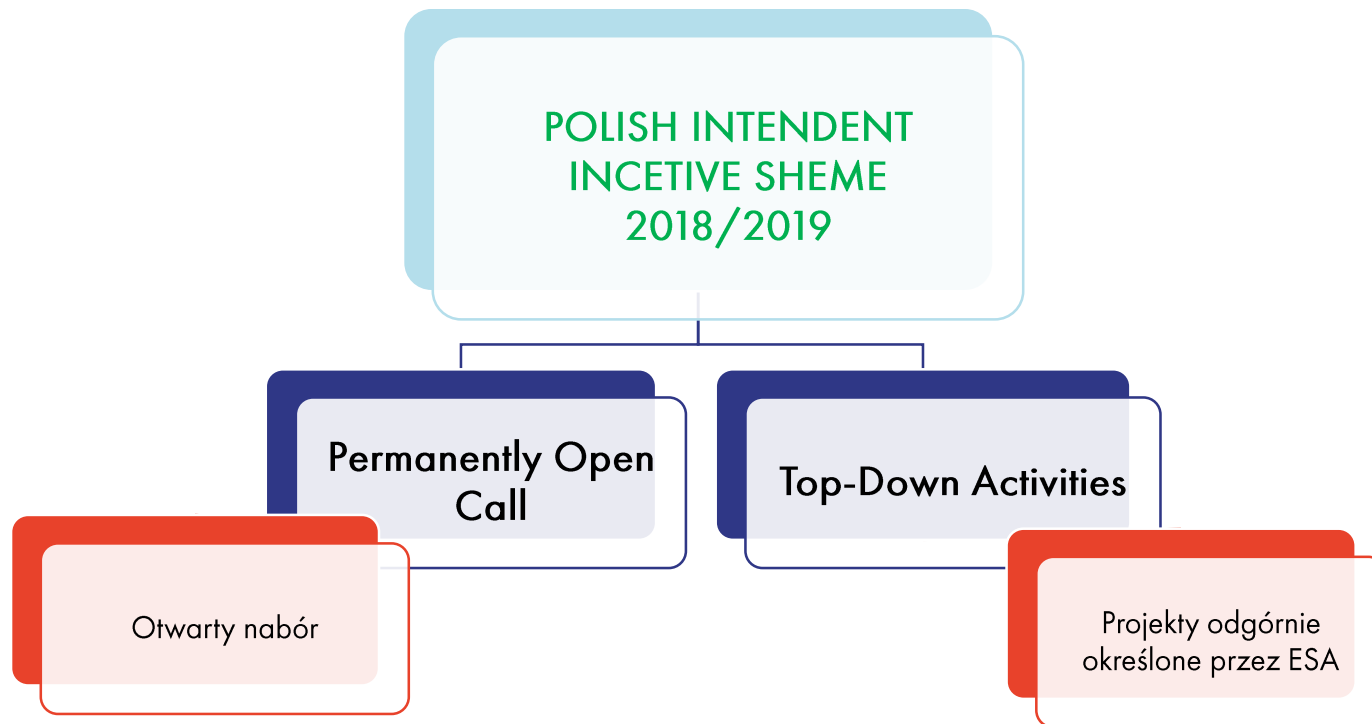 POLISH INTENDENT
INCETIVE SHEME
2018/2019
Permanently Open
Call
Top-Down Activities
Otwarty nabór
Projekty odgórnie
określone przez ESA